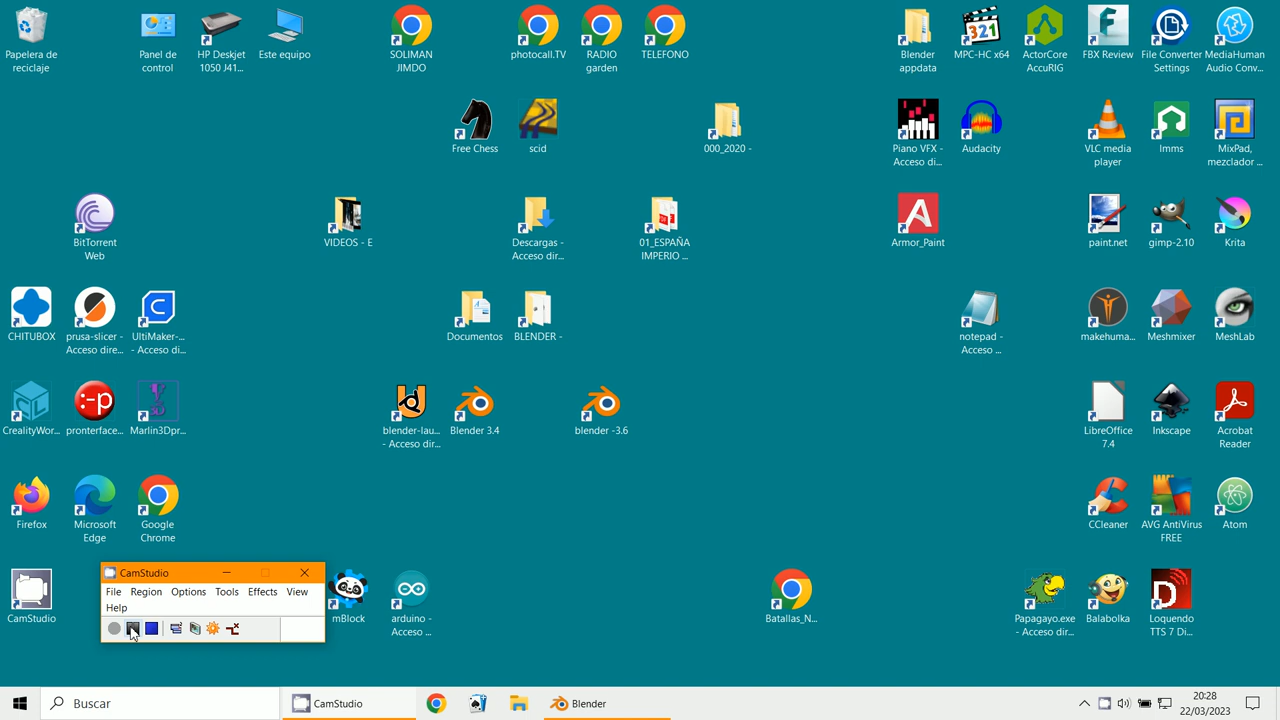 Papelera de
reciclaje
Panel de
control
HP Deskjet
1050 J41...
Este equipo
SOLIMAN
JIMDO
photocall.TV
RADIO
garden
TELEFONO
Blender
appdata
MPC-HC x64
ActorCore
AccuRIG
FBX Review
File Converter
Settings
MediaHuman
Audio Conv...
Free Chess
scid
000_2020 -
Piano VFX -
Acceso di...
Audacity
VLC media
player
lmms
MixPad,
mezclador ...
BitTorrent
Web
VIDEOS - E
Descargas -
Acceso dir...
01_ESPAÑA
IMPERIO ...
Armor_Paint
paint.net
gimp-2.10
Krita
CHITUBOX
prusa-slicer -
Acceso dire...
UltiMaker-...
- Acceso di...
Documentos
BLENDER -
notepad -
Acceso ...
makehuma...
Meshmixer
MeshLab
CrealityWor...
pronterface...
Marlin3Dpr...
blender-lau...
- Acceso dir...
Blender 3.4
blender -3.6
LibreOffice
7.4
Inkscape
Acrobat
Reader
Firefox
Microsoft
Edge
Google
Chrome
CCleaner
AVG AntiVirus
FREE
Atom
CamStudio
CamStudio
File Region Options Tools Effects View
Help
mBlock
arduino -
Acceso ...
Batallas_N...
Papagayo.exe
- Acceso dir...
Balabolka
Loquendo
TTS 7 Di...
Buscar
CamStudio
Blender
20:28
22/03/2023